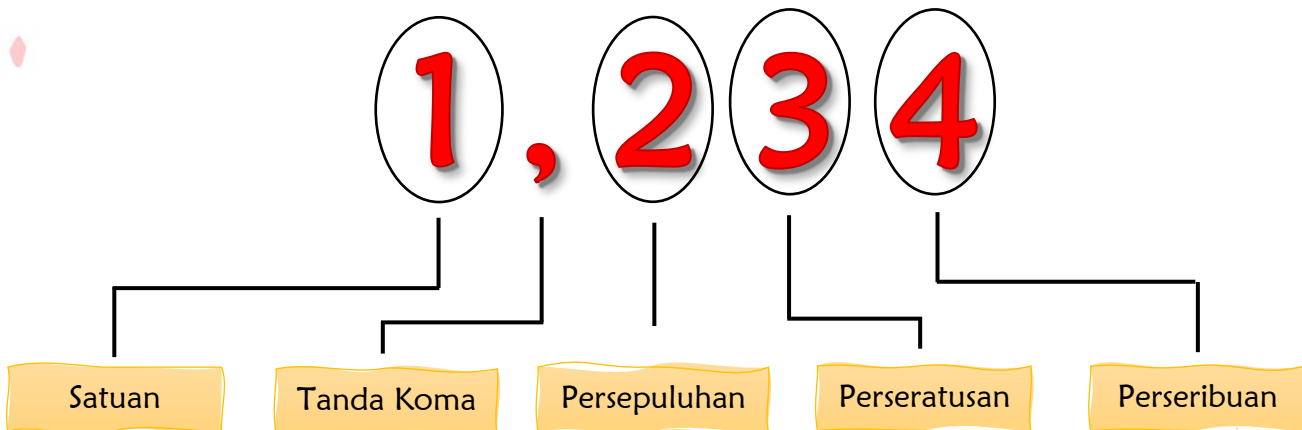 1,234
Satuan
Tanda Koma
Persepuluhan
Perseratusan
Perseribuan